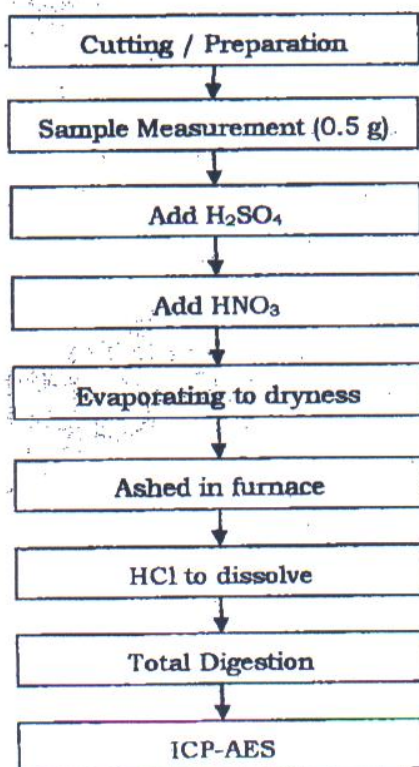 Cutting / Preparation
Sample Measurement (0.5 g)
Add H₂SO₄
Add HNO₃
Evaporating to dryness
Ashed in furnace
HCl to dissolve
Total Digestion
ICP-AES